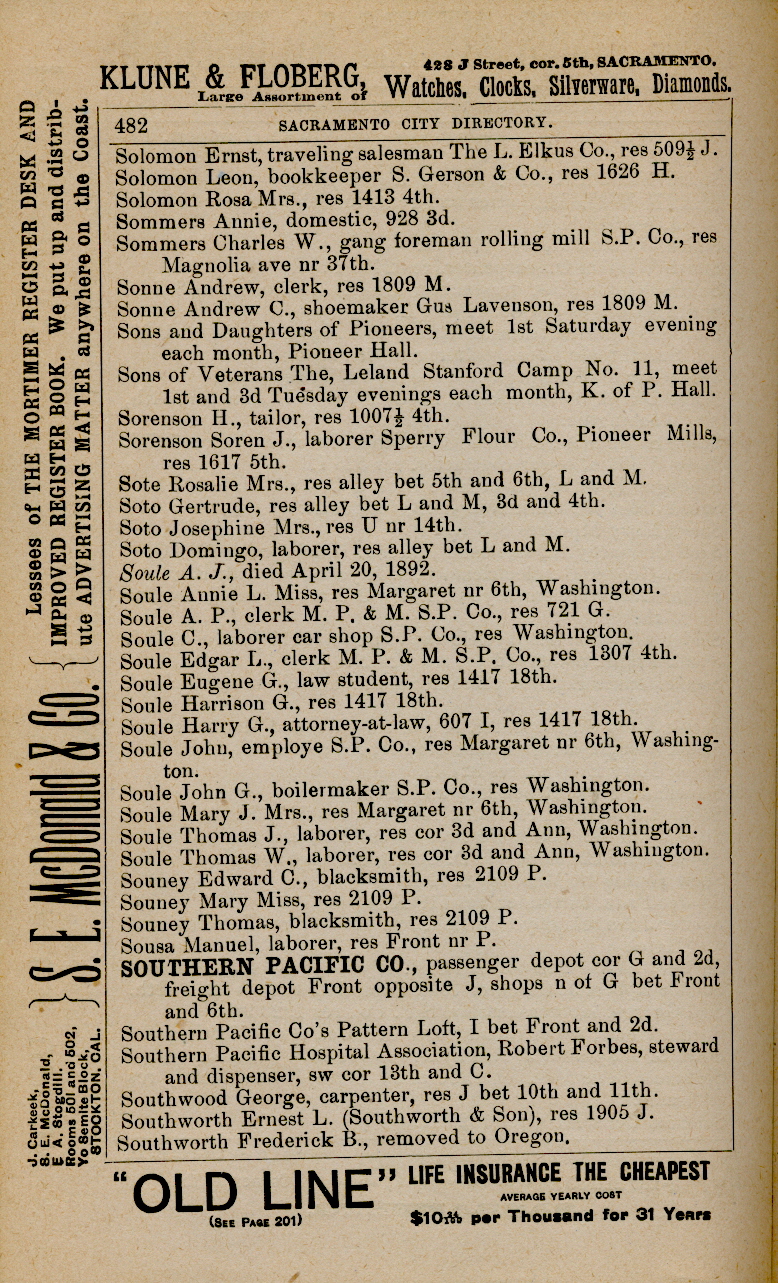 KLUNE & FLOBERG, 428 J Street, cor. 5th, SACRAMENTO.
Large Assortment of Watches, Clocks, Silverware, Diamonds.
482 SACRAMENTO CITY DIRECTORY.
Solomon Ernst, traveling salesman The L. Elkus Co., res 509½ J.
Solomon Leon, bookkeeper S. Gerson & Co., res 1626 H.
Solomon Rosa Mrs., res 1413 4th.
Sommers Annie, domestic, 928 3d.
Sommers Charles W., gang foreman rolling mill S.P. Co., res
Magnolia ave nr 37th.
Sonne Andrew, clerk, res 1809 M.
Sonne Andrew C., shoemaker Gus Lavenson, res 1809 M.
Sons and Daughters of Pioneers, meet 1st Saturday evening
each month, Pioneer Hall.
Sons of Veterans The, Leland Stanford Camp No. 11, meet
1st and 3d Tuesday evenings each month, K. of P. Hall.
Sorenson H., tailor, res 1007½ 4th.
Sorenson Soren J., laborer Sperry Flour Co., Pioneer Mills,
res 1617 5th.
Sote Rosalie Mrs., res alley bet 5th and 6th, L and M.
Soto Gertrude, res alley bet L and M, 3d and 4th.
Soto Josephine Mrs., res U nr 14th.
Soto Domingo, laborer, res alley bet L and M.
Soule A. J., died April 20, 1892.
Soule Annie L. Miss, res Margaret nr 6th, Washington.
Soule A. P., clerk M. P. & M. S.P. Co., res 721 G.
Soule C., laborer car shop S.P. Co., res Washington.
Soule Edgar L., clerk M. P. & M. S.P. Co., res 1307 4th.
Soule Eugene G., law student, res 1417 18th.
Soule Harrison G., res 1417 18th.
Soule Harry G., attorney-at-law, 607 I, res 1417 18th.
Soule John, employe S.P. Co., res Margaret nr 6th, Washing-
ton.
Soule John G., boilermaker S.P. Co., res Washington.
Soule Mary J. Mrs., res Margaret nr 6th, Washington.
Soule Thomas J., laborer, res cor 3d and Ann, Washington.
Soule Thomas W., laborer, res cor 3d and Ann, Washington.
Souney Edward C., blacksmith, res 2109 P.
Souney Mary Miss, res 2109 P.
Souney Thomas, blacksmith, res 2109 P.
Sousa Manuel, laborer, res Front nr P.
SOUTHERN PACIFIC CO., passenger depot cor G and 2d,
freight depot Front opposite J, shops n of G bet Front
and 6th.
Southern Pacific Co's Pattern Loft, I bet Front and 2d.
Southern Pacific Hospital Association, Robert Forbes, steward
and dispenser, sw cor 13th and C.
Southwood George, carpenter, res J bet 10th and 11th.
Southworth Ernest L. (Southworth & Son), res 1905 J.
Southworth Frederick B., removed to Oregon.
"OLD LINE" LIFE INSURANCE THE CHEAPEST
AVERAGE YEARLY COST
(SEE PAGE 201) per Thousand for 31 Years
J. Carkeek,
S. E. McDonald,
E. A. Stogdill.
Rooms 501 and 502,
Yo Semite Block,
STOCKTON, CAL.
S. E. McDonald & Co.
Lessees of THE MORTIMER REGISTER DESK AND
IMPROVED REGISTER BOOK. We put up and distrib-
ute ADVERTISING MATTER anywhere on the Coast.